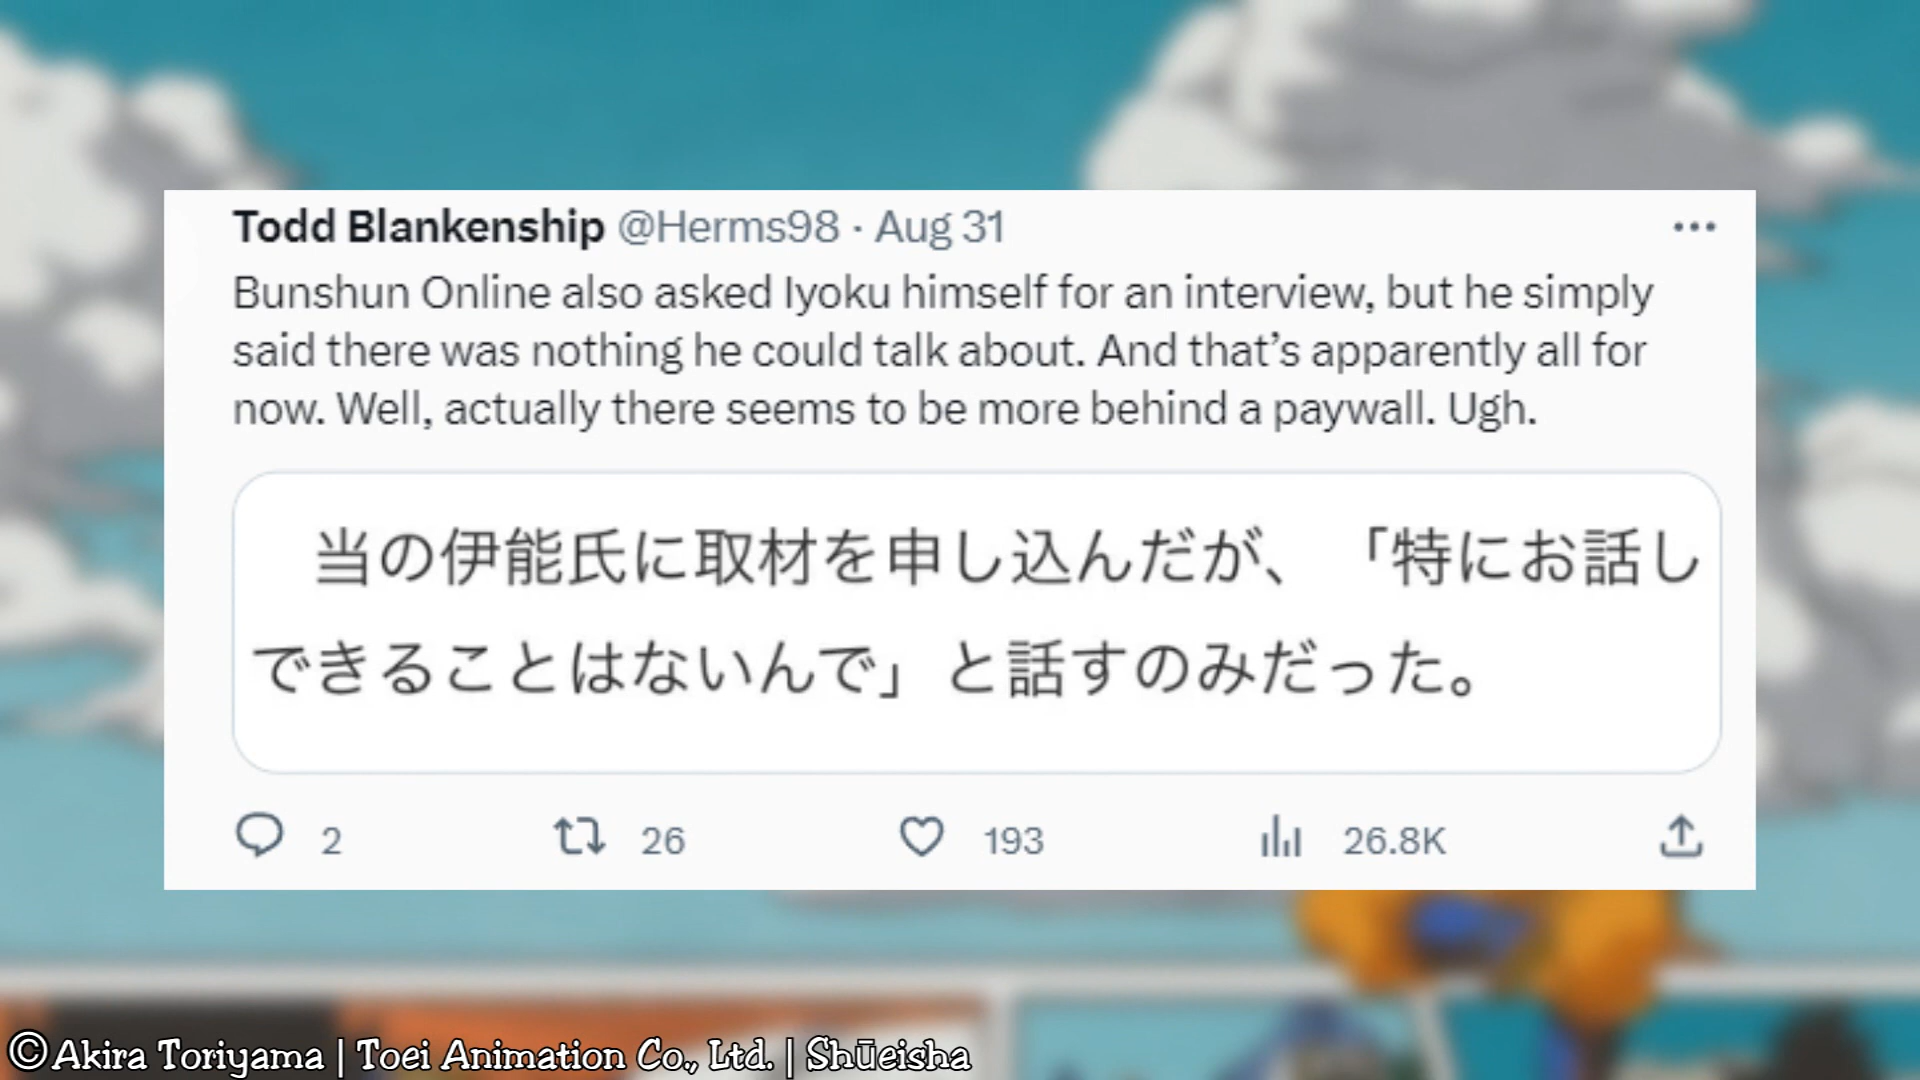 Todd Blankenship @Herms98 · Aug 31
Bunshun Online also asked Iyoku himself for an interview, but he simply
said there was nothing he could talk about. And that’s apparently all for
now. Well, actually there seems to be more behind a paywall. Ugh.
当の伊能氏に取材を申し込んだが、「特にお話し
できることはないんで」と話すのみだった。
2 26 193 26.8K
©Akira Toriyama | Toei Animation Co., Ltd. | Shūeisha